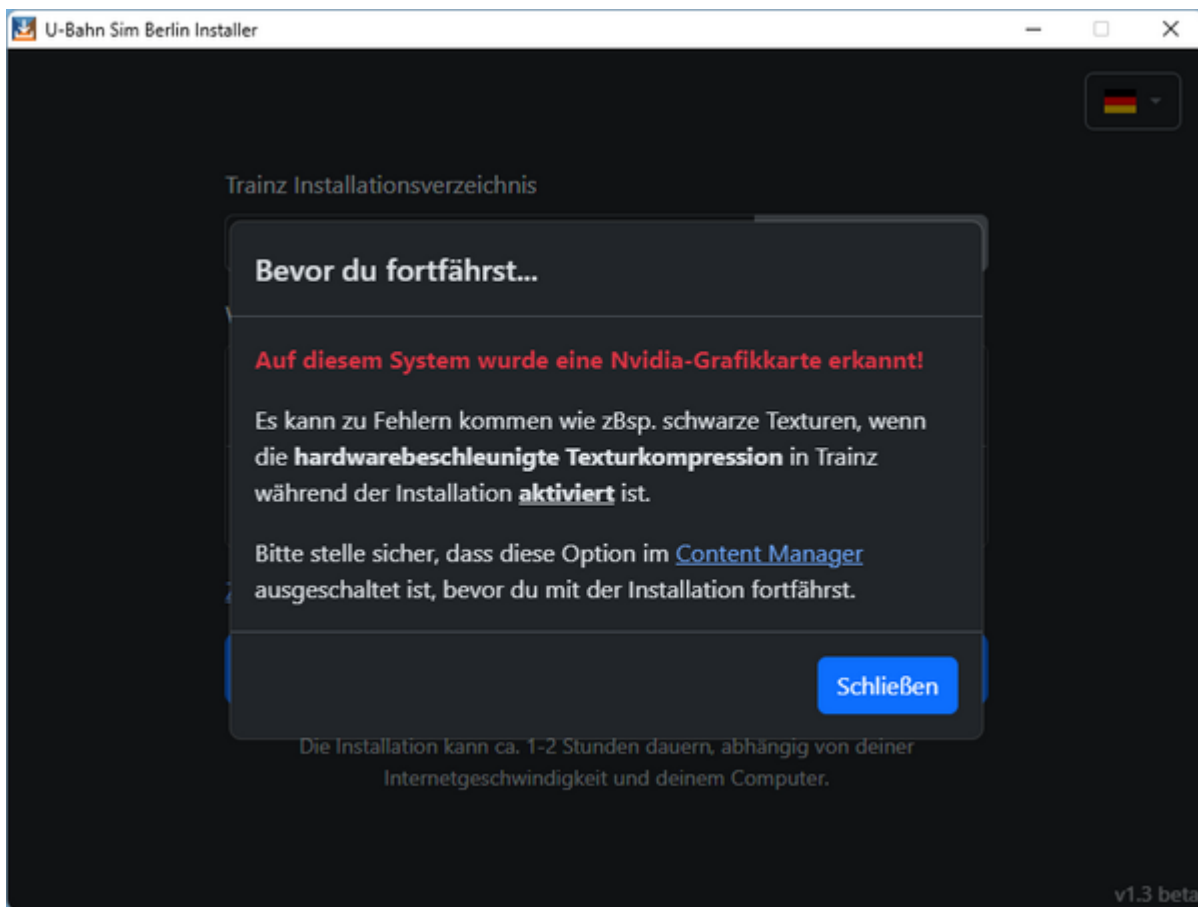 U-Bahn Sim Berlin Installer
Trainz Installationsverzeichnis
Bevor du fortfährst...
Auf diesem System wurde eine Nvidia-Grafikkarte erkannt!
Es kann zu Fehlern kommen wie zBsp. schwarze Texturen, wenn
die hardwarebeschleunigte Texturkompression in Trainz
während der Installation aktiviert ist.
Bitte stelle sicher, dass diese Option im Content Manager
ausgeschaltet ist, bevor du mit der Installation fortfährst.
Schließen
Die Installation kann ca. 1-2 Stunden dauern, abhängig von deiner
Internetgeschwindigkeit und deinem Computer.
v1.3 beta